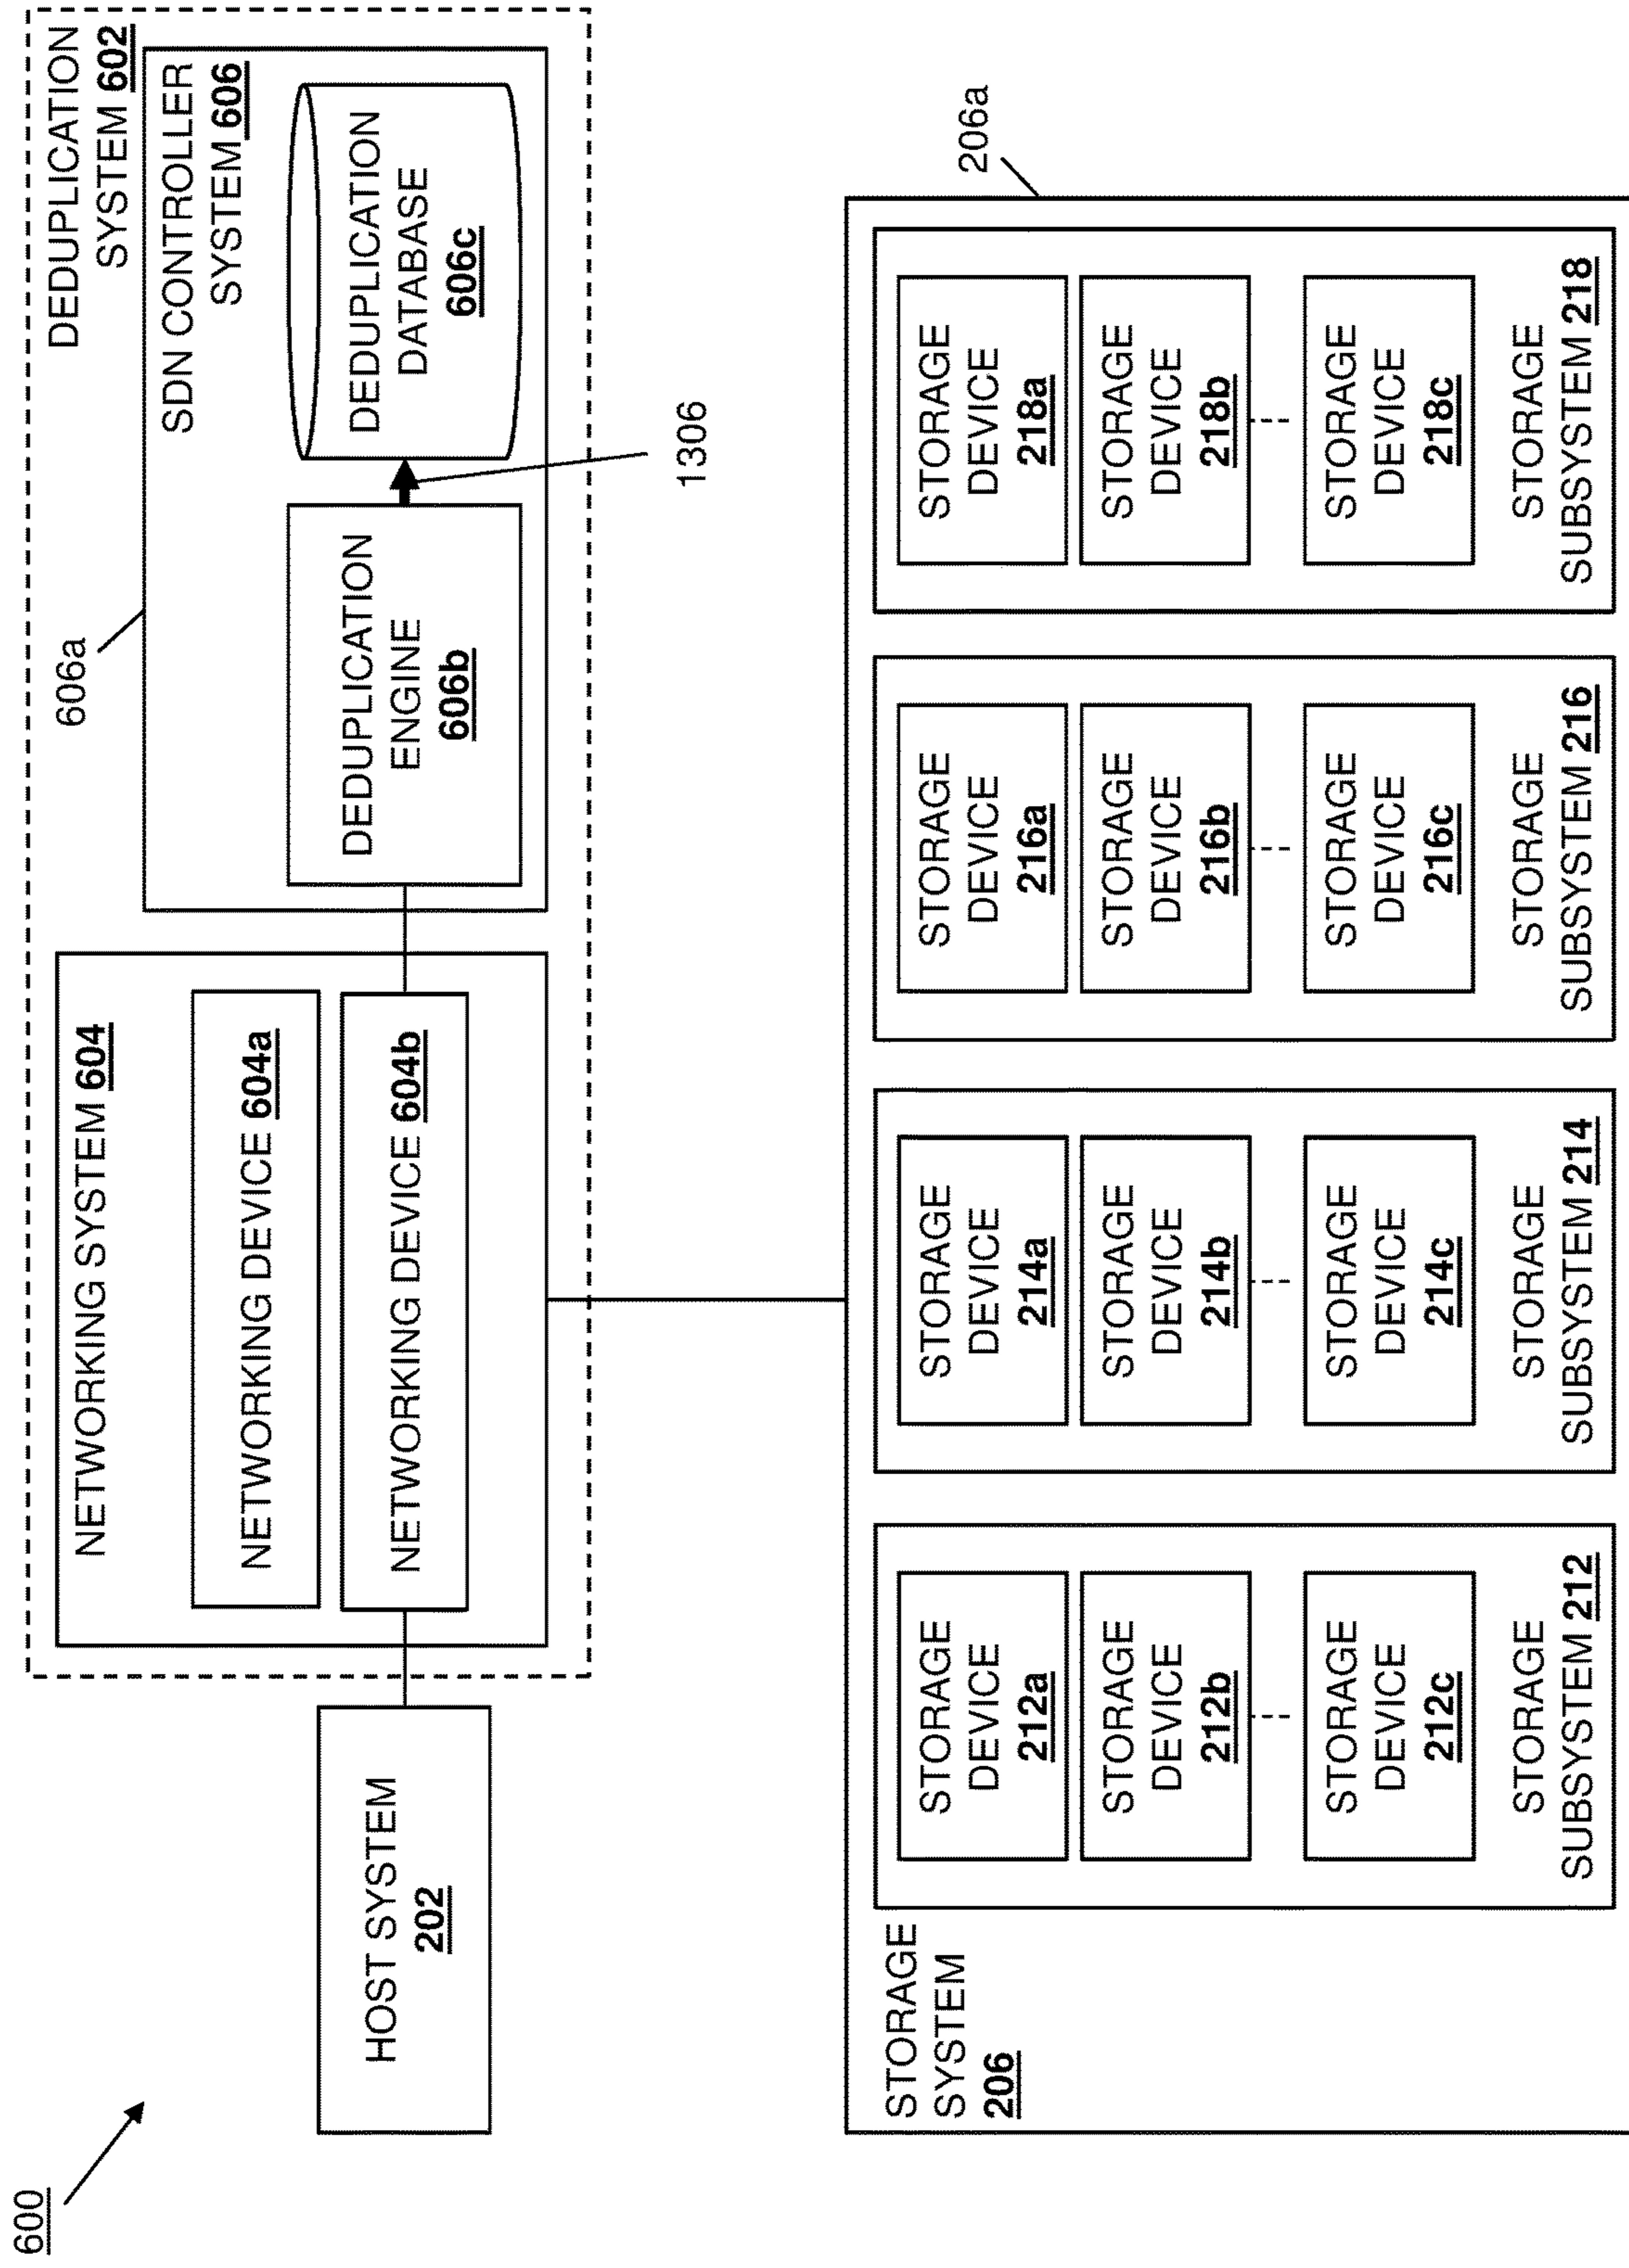 600
DEDUPLICATION
SYSTEM 602
606a
NETWORKING SYSTEM 604
SDN CONTROLLER
SYSTEM 606
NETWORKING DEVICE 604a
NETWORKING DEVICE 604b
HOST SYSTEM
202
DEDUPLICATION
ENGINE
606b
DEDUPLICATION
DATABASE
606c
1306
206a
STORAGE
SYSTEM
206
STORAGE
DEVICE
212a
STORAGE
DEVICE
212b
STORAGE
DEVICE
212c
STORAGE
SUBSYSTEM 212
STORAGE
DEVICE
214a
STORAGE
DEVICE
214b
STORAGE
DEVICE
214c
STORAGE
SUBSYSTEM 214
STORAGE
DEVICE
216a
STORAGE
DEVICE
216b
STORAGE
DEVICE
216c
STORAGE
SUBSYSTEM 216
STORAGE
DEVICE
218a
STORAGE
DEVICE
218b
STORAGE
DEVICE
218c
STORAGE
SUBSYSTEM 218